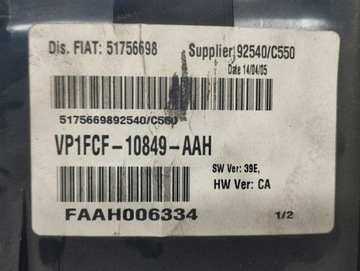 Dis. FIAT: 51756698 Supplier 92540/C550
Date 14/04/05
5175669892540/C550
VP1FCF-10849-AAH
SW Ver: 39E,
HW Ver: CA
FAAH006334 1/2